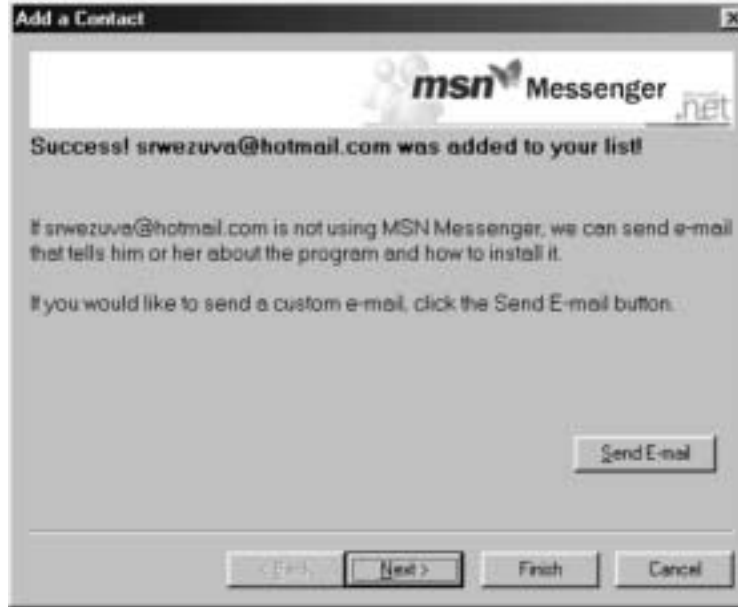 Add a Contact
msn Messenger
.net
Success! srwezuva@hotmail.com was added to your list!
If srwezuva@hotmail.com is not using MSN Messenger, we can send e-mail
that tells him or her about the program and how to install it.
If you would like to send a custom e-mail, click the Send E-mail button.
Send E-mail
< Back
Next >
Finish
Cancel